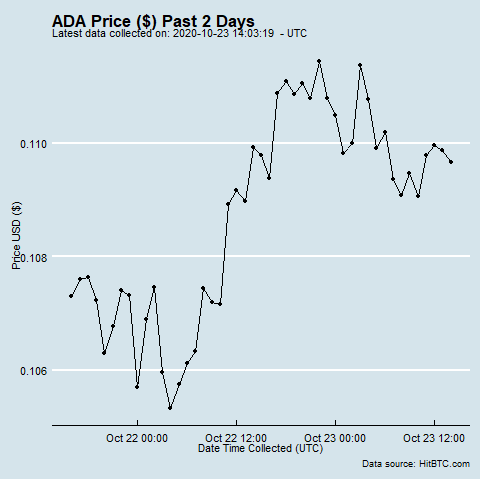 ADA Price ($) Past 2 Days
Latest data collected on: 2020-10-23 14:03:19 - UTC
Price USD ($)
0.110
0.108
0.106
Oct 22 00:00 Oct 22 12:00 Oct 23 00:00 Oct 23 12:00
Date Time Collected (UTC)
Data source: HitBTC.com